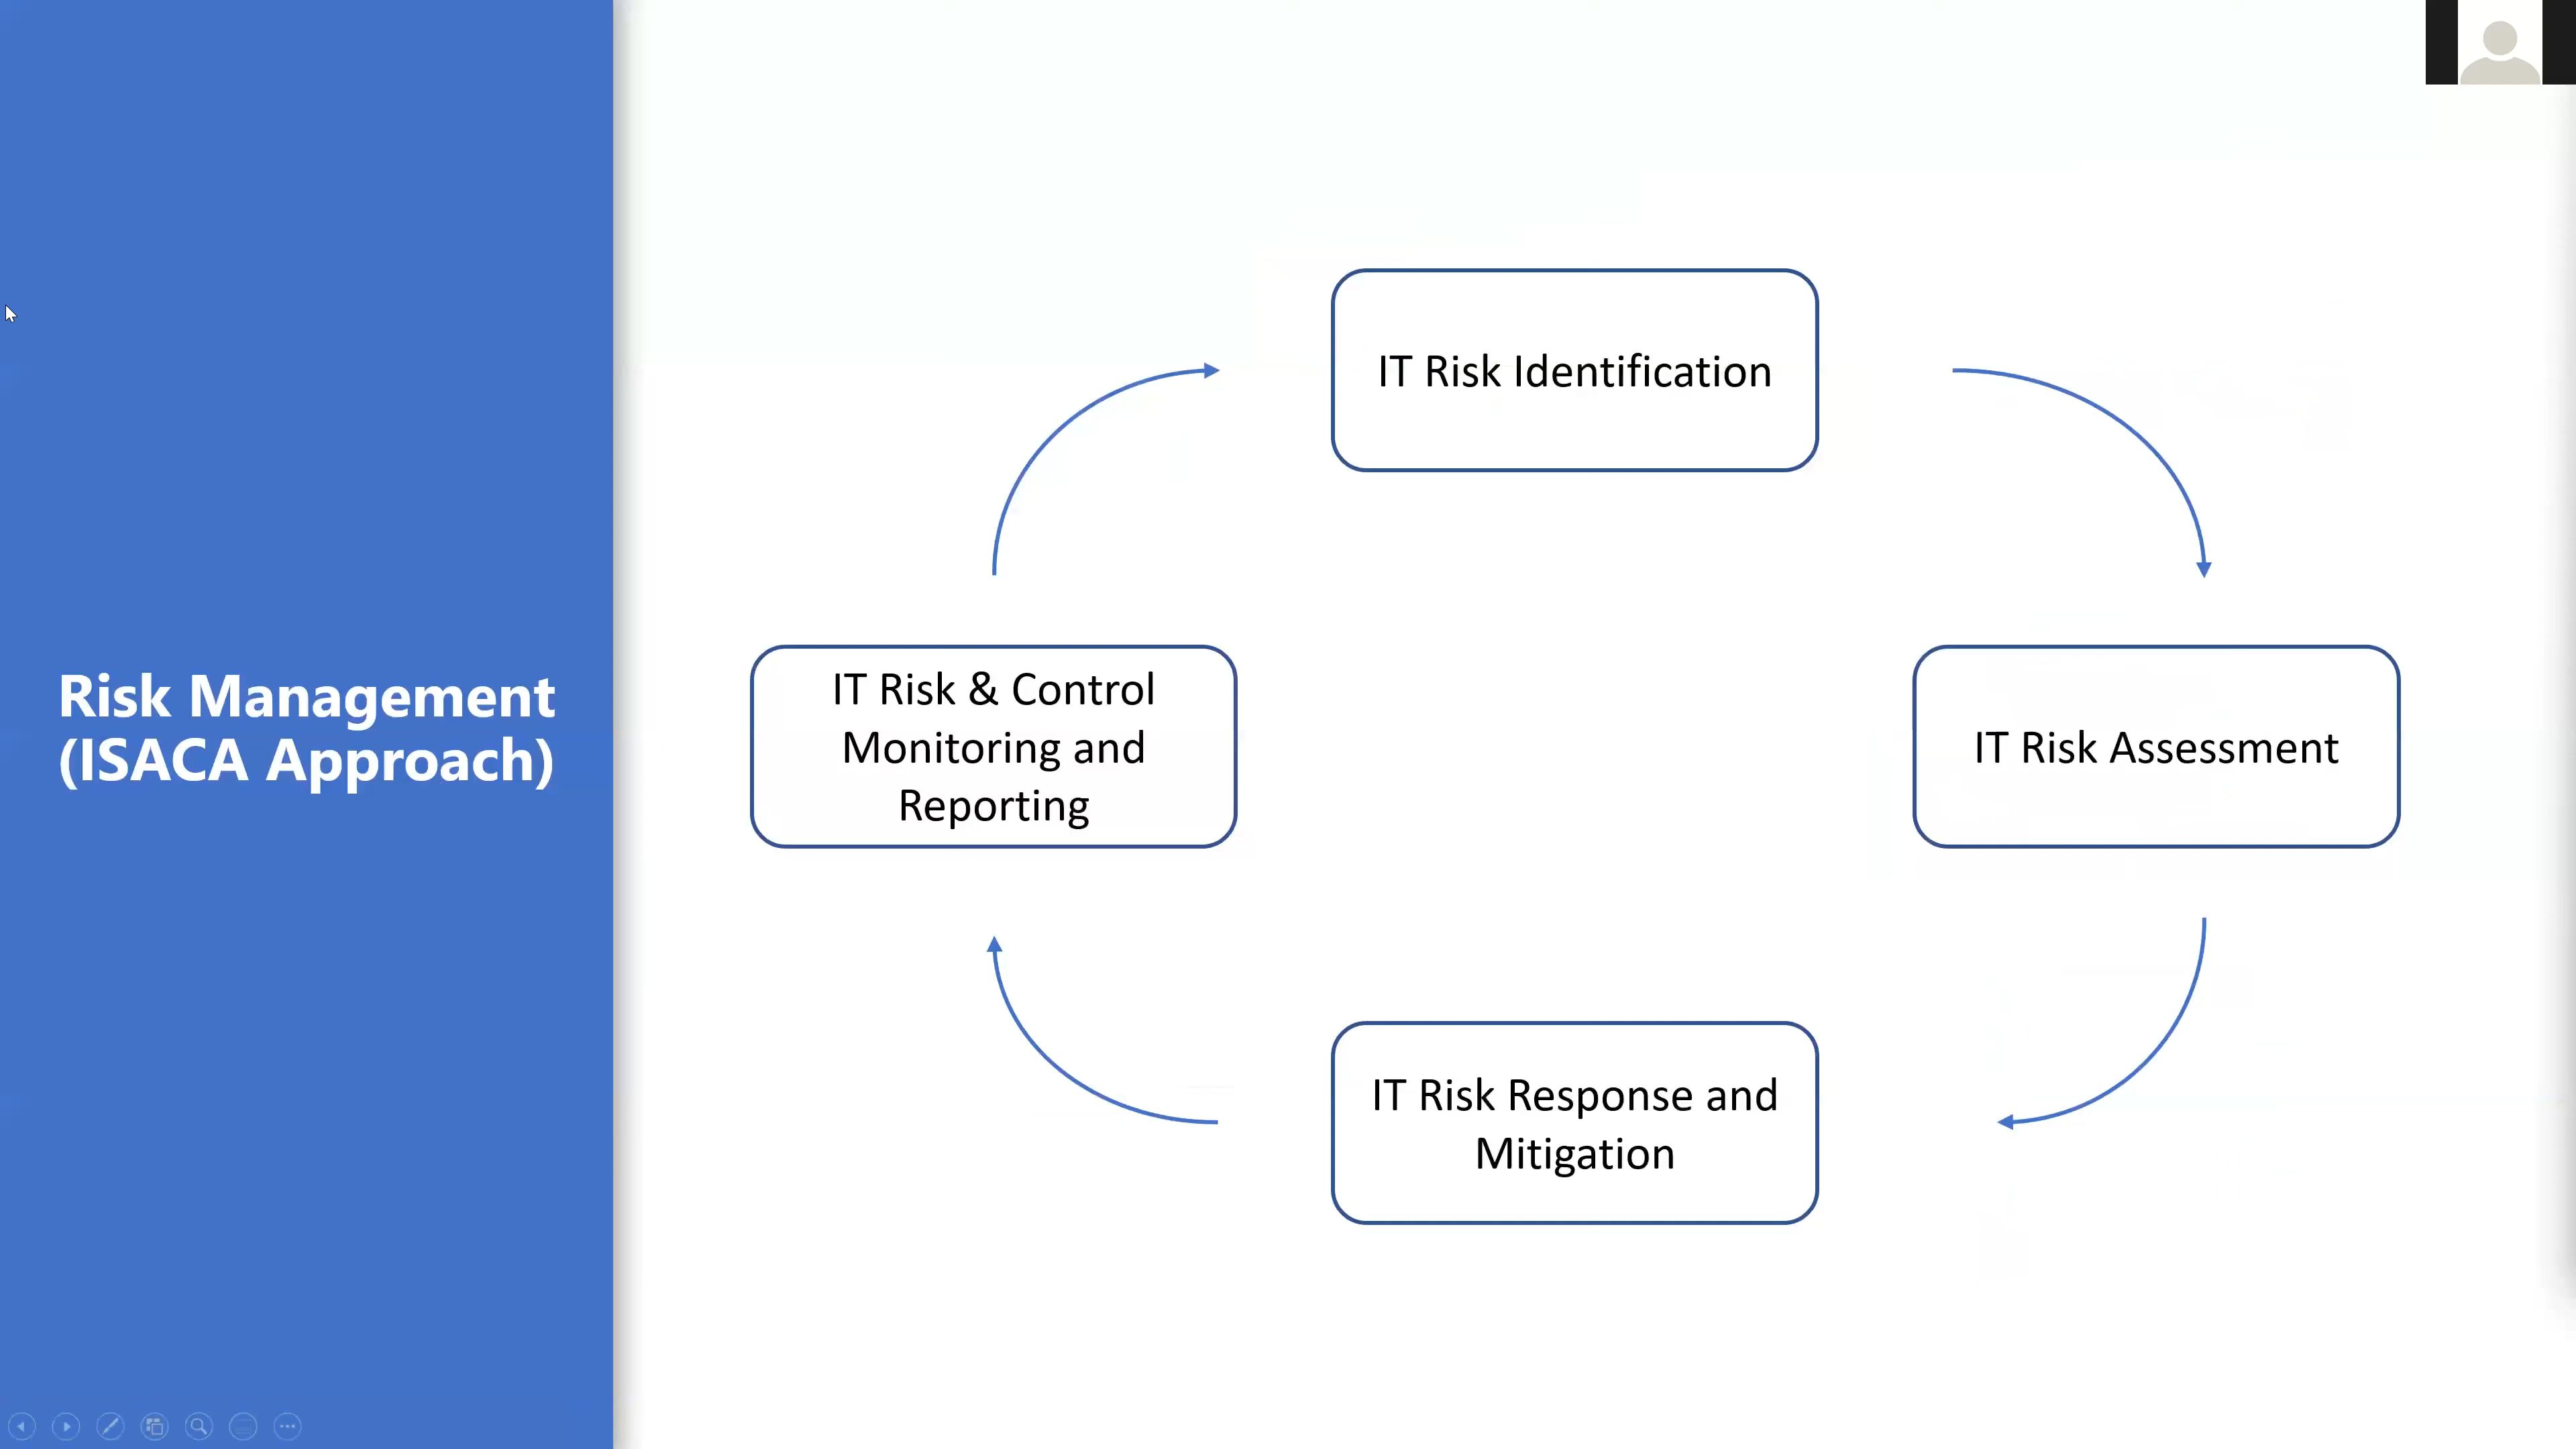 Risk Management
(ISACA Approach)
IT Risk Identification
IT Risk Assessment
IT Risk Response and
Mitigation
IT Risk & Control
Monitoring and
Reporting